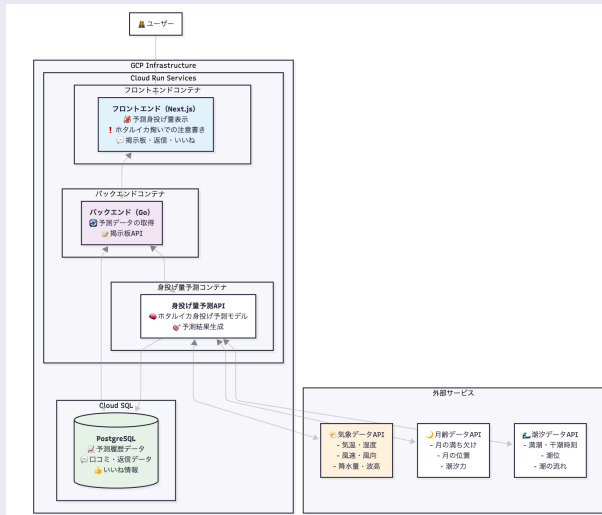 ユーザー
GCP Infrastructure
Cloud Run Services
フロントエンドコンテナ
フロントエンド（Next.js）
予測身投げ量表示
ホタルイカ掬いでの注意書き
掲示板・返信・いいね
バックエンドコンテナ
バックエンド（Go）
予測データの取得
掲示板API
身投げ量予測コンテナ
身投げ量予測API
ホタルイカ身投げ予測モデル
予測結果生成
Cloud SQL
PostgreSQL
予測履歴データ
口コミ・返信データ
いいね情報
外部サービス
気象データAPI
- 気温・湿度
- 風速・風向
- 降水量・波高
月齢データAPI
- 月の満ち欠け
- 月の位置
- 潮汐力
潮汐データAPI
- 満潮・干潮時刻
- 潮位
- 潮の流れ